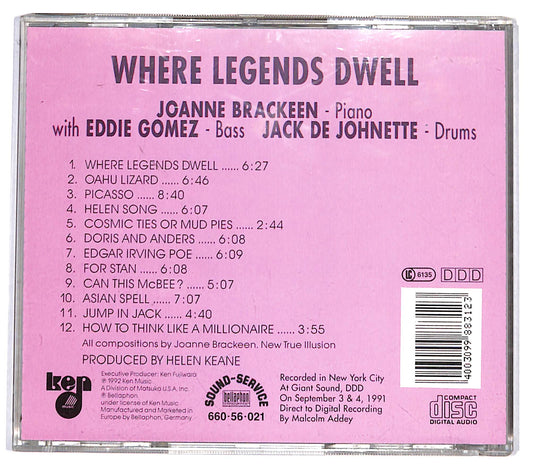 WHERE LEGENDS DWELL
JOANNE BRACKEEN - Piano
with EDDIE GOMEZ - Bass JACK DE JOHNETTE - Drums
1. WHERE LEGENDS DWELL ...... 6:27
2. OAHU LIZARD ...... 6:46
3. PICASSO ...... 8:40
4. HELEN SONG ...... 6:07
5. COSMIC TIES OR MUD PIES ...... 2:44
6. DORIS AND ANDERS ...... 6:08
7. EDGAR IRVING POE ...... 6:09
8. FOR STAN ...... 6:08
9. CAN THIS McBEE? ...... 5:07
10. ASIAN SPELL ...... 7:07
11. JUMP IN JACK ...... 4:40
12. HOW TO THINK LIKE A MILLIONAIRE ...... 3:55
All compositions by Joanne Brackeen. New True Illusion
PRODUCED BY HELEN KEANE
LC 6135 DDD
4003099 883123
ken
music
Executive Producer: Ken Fujiwara
℗ 1992 Ken Music
A Division of Matsuka U.S.A. Inc.
℗ Bellaphon.
under license of Ken Music
Manufactured and Marketed in
Europe by Bellaphon, Germany
SOUND-SERVICE
bellaphon
660·56·021
Recorded in New York City
At Giant Sound, DDD
On September 3 & 4, 1991
Direct to Digital Recording
By Malcolm Addey
COMPACT
disc
DIGITAL AUDIO